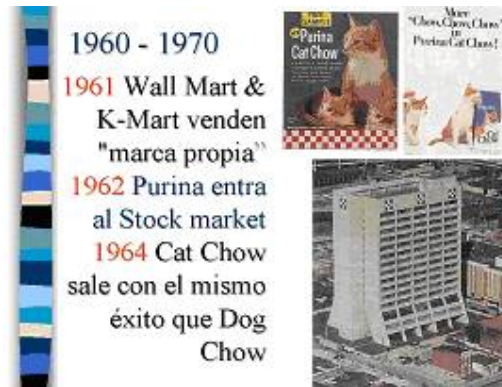 1960 - 1970
1961 Wall Mart &
K-Mart venden
"marca propia"
1962 Purina entra
al Stock market
1964 Cat Chow
sale con el mismo
éxito que Dog
Chow
Purina
Cat Chow
More
"Chow, Chow, Chow"
in
Purina Cat Chow!